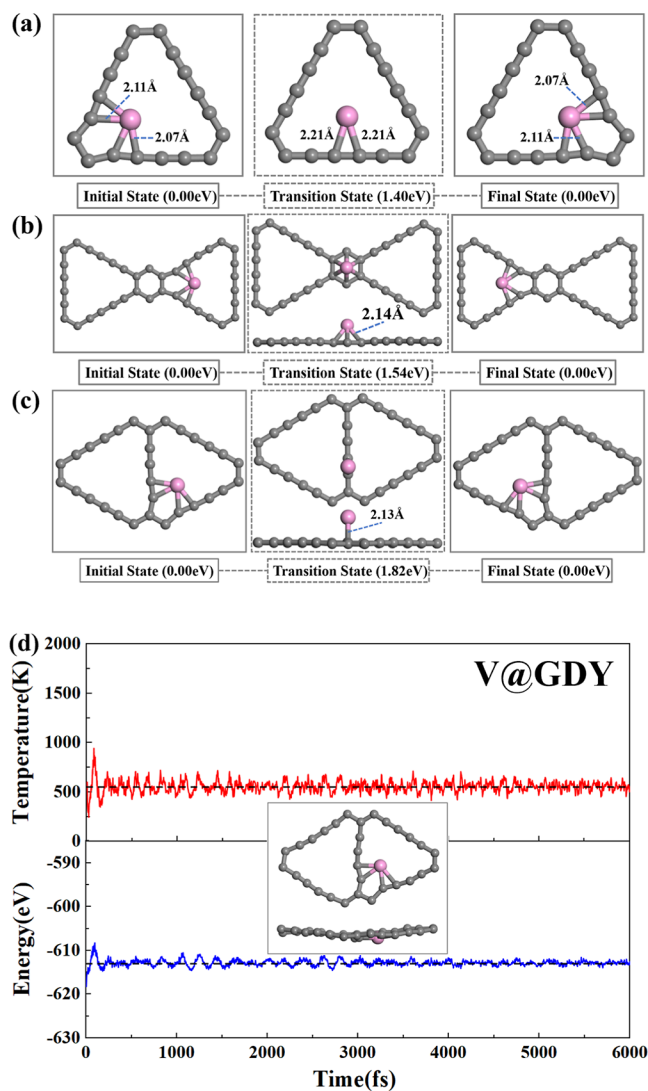 (a)
2.11Å
2.07Å
2.21Å 2.21Å
2.07Å
2.11Å
Initial State (0.00eV) Transition State (1.40eV) Final State (0.00eV)
(b)
2.14Å
Initial State (0.00eV) Transition State (1.54eV) Final State (0.00eV)
(c)
2.13Å
Initial State (0.00eV) Transition State (1.82eV) Final State (0.00eV)
(d)
V@GDY
Temperature(K)
2000
1500
1000
500
0
Energy(eV)
-590
-600
-610
-620
-630
0 1000 2000 3000 4000 5000 6000
Time(fs)